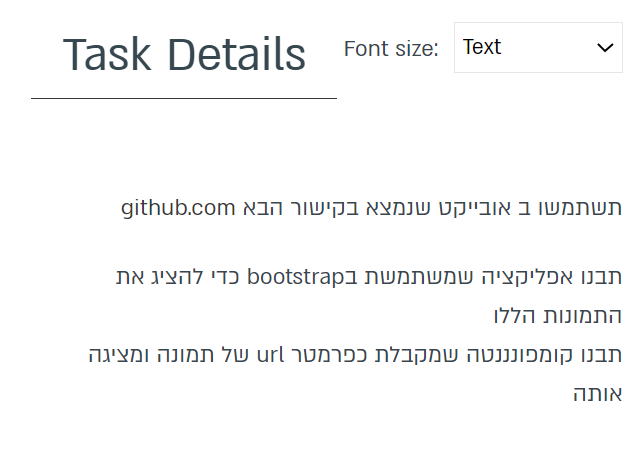 Task Details
Font size:
Text
תשתמשו ב אובייקט שנמצא בקישור הבא github.com
תבנו אפליקציה שמשתמשת בbootstrap כדי להציג את
התמונות הללו
תבנו קומפוננננטה שמקבלת כפרמטר url של תמונה ומציגה
אותה